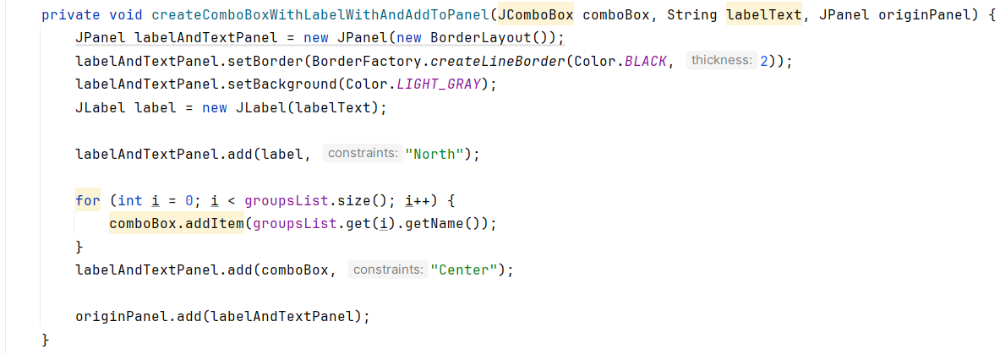 private void createComboBoxWithLabelWithAndAddToPanel(JComboBox comboBox, String labelText, JPanel originPanel) {
JPanel labelAndTextPanel = new JPanel(new BorderLayout());
labelAndTextPanel.setBorder(BorderFactory.createLineBorder(Color.BLACK, thickness: 2));
labelAndTextPanel.setBackground(Color.LIGHT_GRAY);
JLabel label = new JLabel(labelText);
labelAndTextPanel.add(label, constraints: "North");
for (int i = 0; i < groupsList.size(); i++) {
comboBox.addItem(groupsList.get(i).getName());
}
labelAndTextPanel.add(comboBox, constraints: "Center");
originPanel.add(labelAndTextPanel);
}